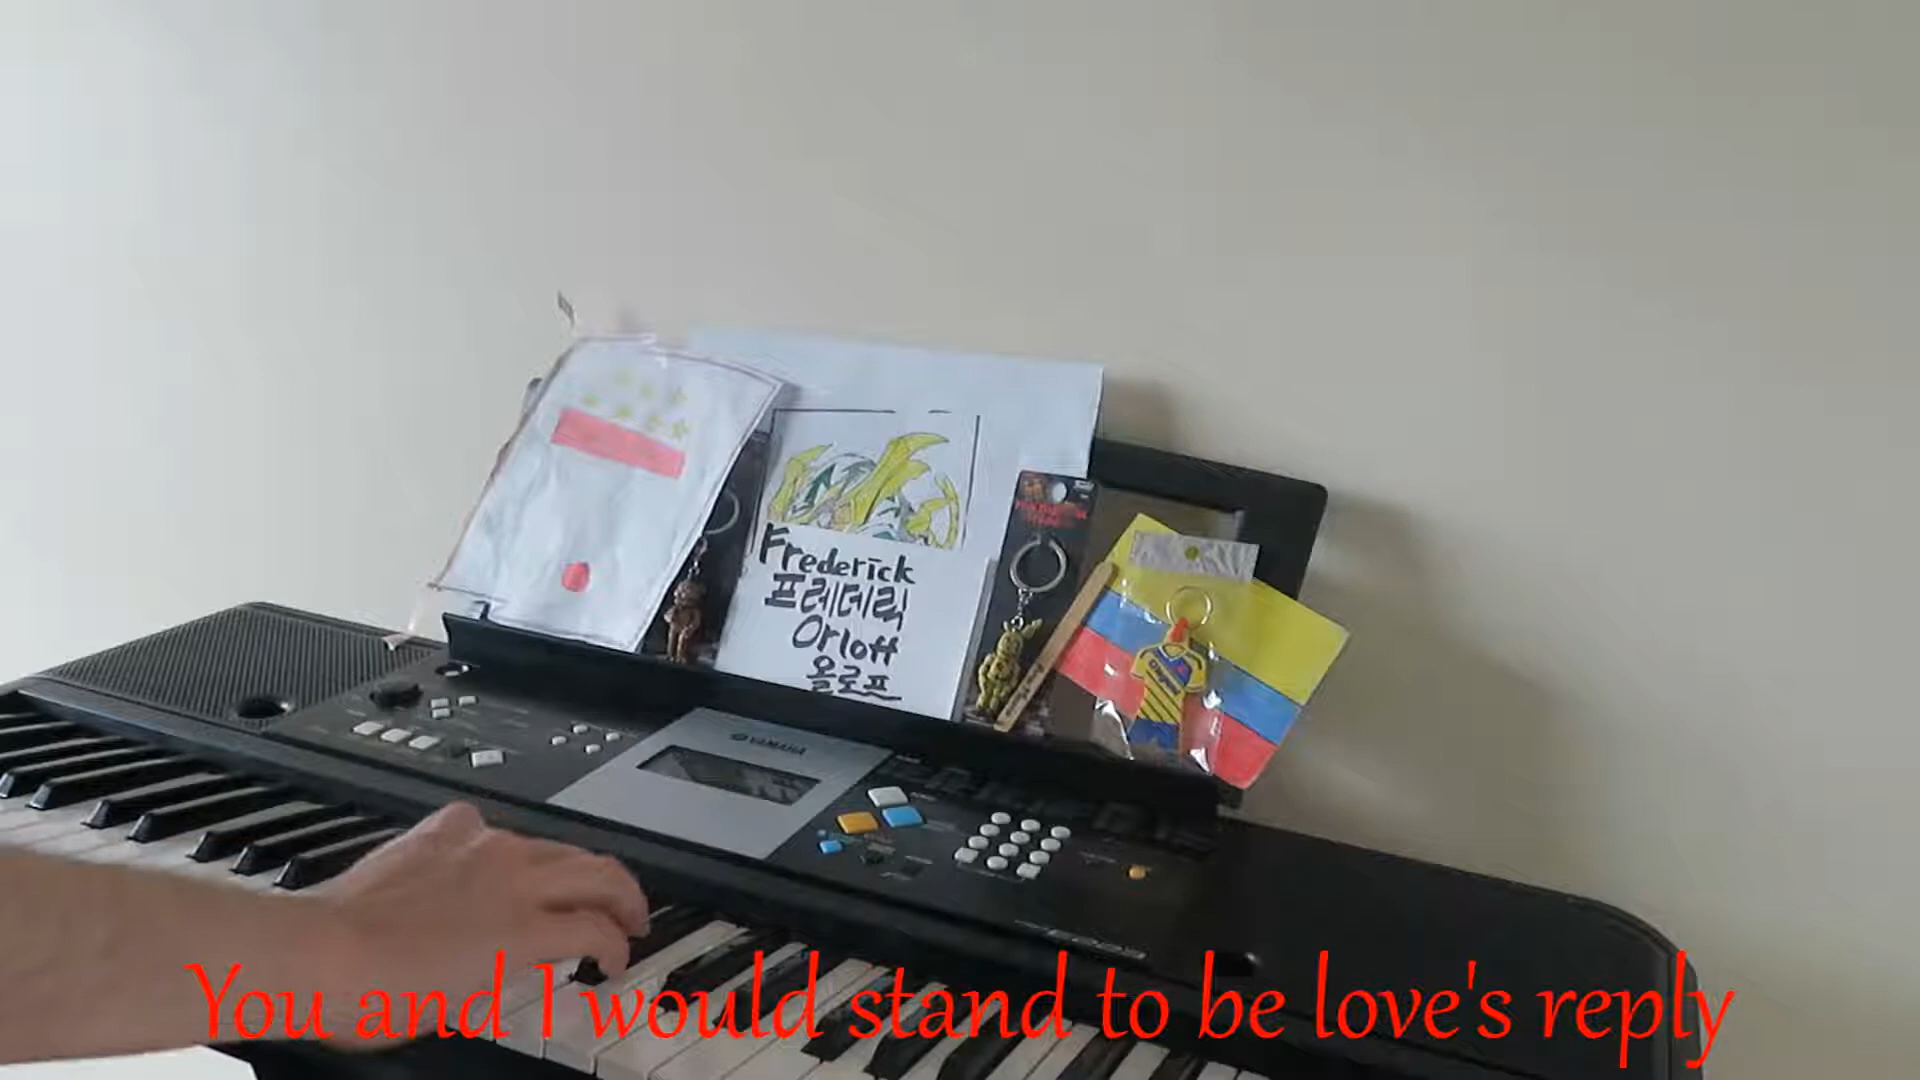 Frederick
프레데릭
Orloff
올로프
YAMAHA
You and I would stand to be love's reply